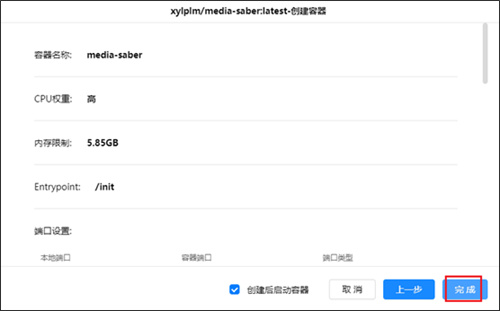 xylplm/media-saber:latest-创建容器
容器名称: media-saber
CPU权重: 高
内存限制: 5.85GB
Entrypoint: /init
端口设置:
本地端口 容器端口 端口类型
创建后启动容器 取消 上一步 完成